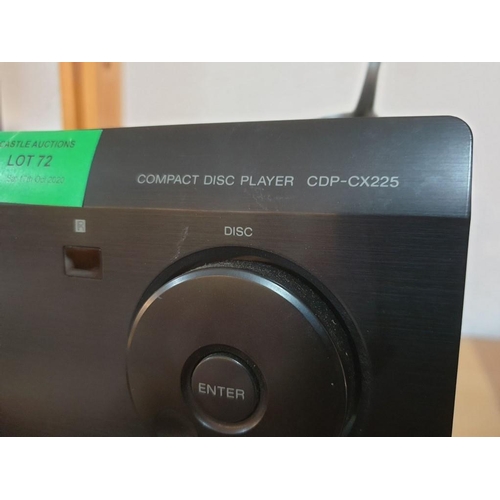 CASTLE AUCTIONS
LOT 72
COMPACT DISC PLAYER CDP-CX225
R
DISC
ENTER